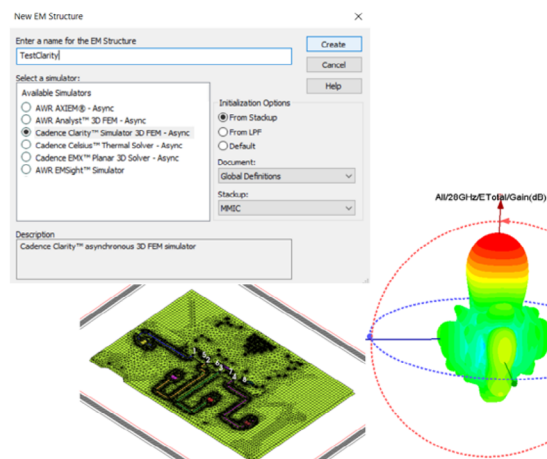 New EM Structure
Enter a name for the EM Structure
TestClarity
Create
Cancel
Help
Select a simulator:
Available Simulators
AWR AXIEM® - Async
AWR Analyst™ 3D FEM - Async
Cadence Clarity™ Simulator 3D FEM - Async
Cadence Celsius™ Thermal Solver - Async
Cadence EMX™ Planar 3D Solver - Async
AWR EMSight™ Simulator
Initialization Options
From Stackup
From LPF
Default
Document:
Global Definitions
Stackup:
MMIC
Description
Cadence Clarity™ asynchronous 3D FEM simulator
All/28GHz/ETotal/Gain(dB)